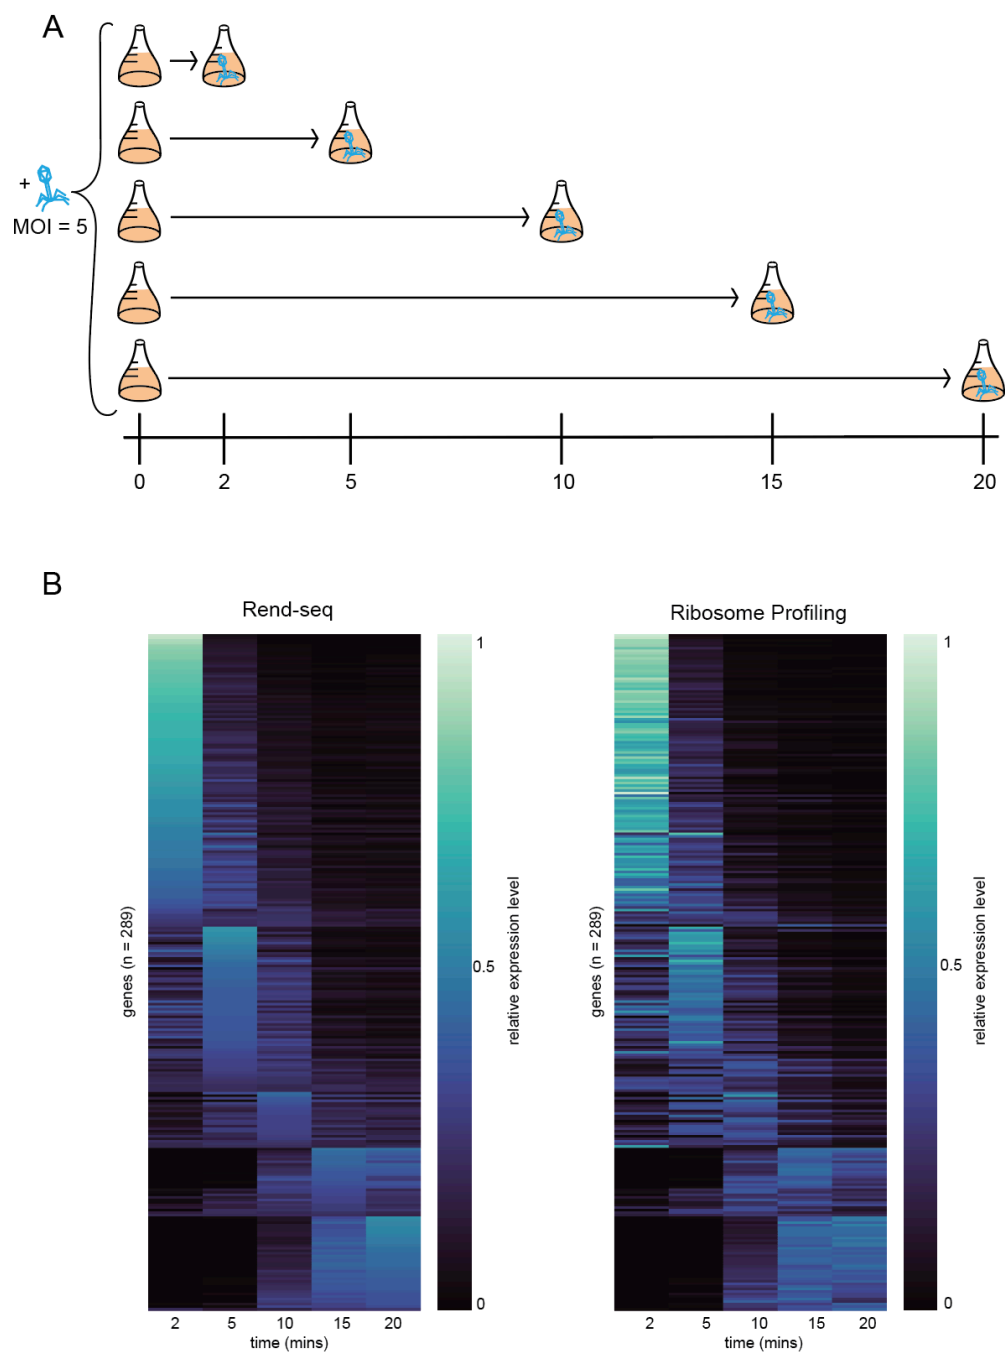 A
+
MOI = 5
0 2 5 10 15 20
B
Rend-seq
Ribosome Profiling
1
0.5
0
genes (n = 289)
relative expression level
2 5 10 15 20
time (mins)
1
0.5
0
genes (n = 289)
relative expression level
2 5 10 15 20
time (mins)